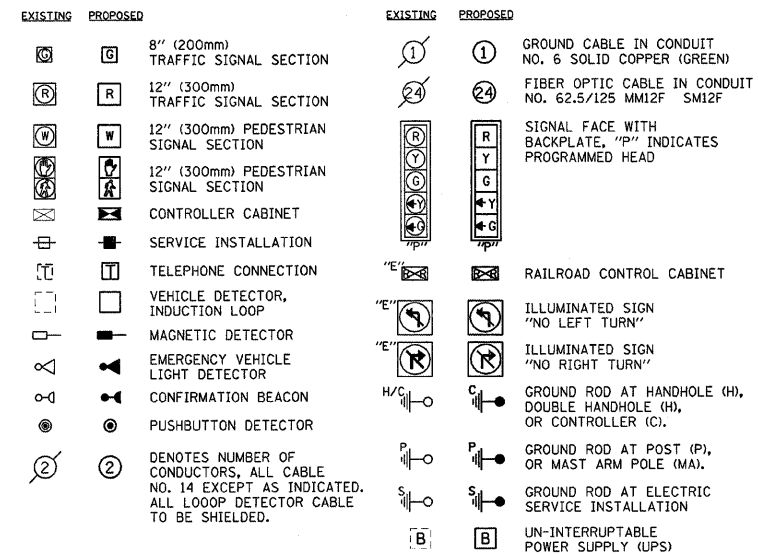 EXISTING PROPOSED
G G 8" (200mm)
TRAFFIC SIGNAL SECTION
R R 12" (300mm)
TRAFFIC SIGNAL SECTION
W W 12" (300mm) PEDESTRIAN
SIGNAL SECTION
12" (300mm) PEDESTRIAN
SIGNAL SECTION
CONTROLLER CABINET
SERVICE INSTALLATION
T T TELEPHONE CONNECTION
VEHICLE DETECTOR,
INDUCTION LOOP
MAGNETIC DETECTOR
EMERGENCY VEHICLE
LIGHT DETECTOR
CONFIRMATION BEACON
PUSHBUTTON DETECTOR
2 2 DENOTES NUMBER OF
CONDUCTORS, ALL CABLE
NO. 14 EXCEPT AS INDICATED.
ALL LOOOP DETECTOR CABLE
TO BE SHIELDED.
EXISTING PROPOSED
1 1 GROUND CABLE IN CONDUIT
NO. 6 SOLID COPPER (GREEN)
24 24 FIBER OPTIC CABLE IN CONDUIT
NO. 62.5/125 MM12F SM12F
R R SIGNAL FACE WITH
BACKPLATE, "P" INDICATES
Y Y PROGRAMMED HEAD
G G
Y Y
G G
"P" "P"
"E" RAILROAD CONTROL CABINET
"E" ILLUMINATED SIGN
"NO LEFT TURN"
"E" ILLUMINATED SIGN
"NO RIGHT TURN"
H/C C GROUND ROD AT HANDHOLE (H),
DOUBLE HANDHOLE (H),
OR CONTROLLER (C).
P P GROUND ROD AT POST (P),
OR MAST ARM POLE (MA).
S S GROUND ROD AT ELECTRIC
SERVICE INSTALLATION
B B UN-INTERRUPTABLE
POWER SUPPLY (UPS)